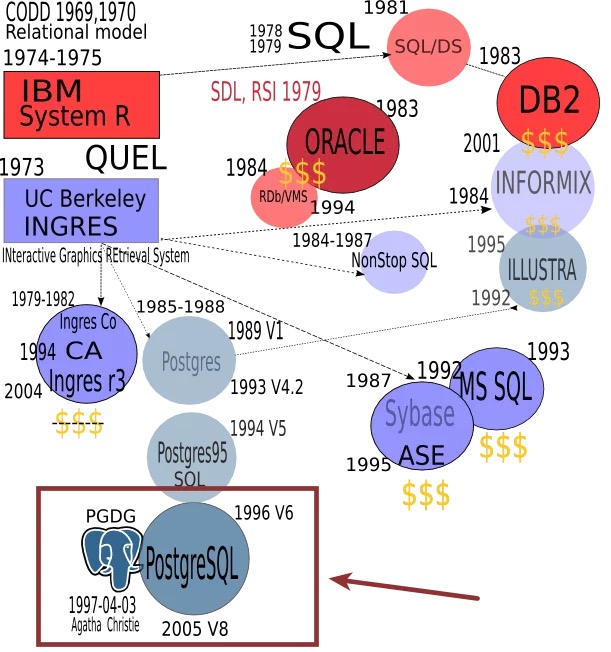 CODD 1969,1970
Relational model
1974-1975
IBM
System R
1978
1979
SQL
1981
SQL/DS
1983
DB2
$$$
SDL, RSI 1979
1983
ORACLE
$$$
1984
RDb/VMS
1994
2001
INFORMIX
$$$
1984
1973
QUEL
UC Berkeley
INGRES
INteractive Graphics REtrieval System
1984-1987
NonStop SQL
1995
ILLUSTRA
1992
$$$
1979-1982
Ingres Co
1994
CA
Ingres r3
2004
$$$
1985-1988
1989 V1
Postgres
1993 V4.2
1994 V5
Postgres95
SQL
1987
1992
Sybase
ASE
1995
$$$
1993
MS SQL
$$$
1996 V6
PGDG
PostgreSQL
1997-04-03
Agatha Christie
2005 V8